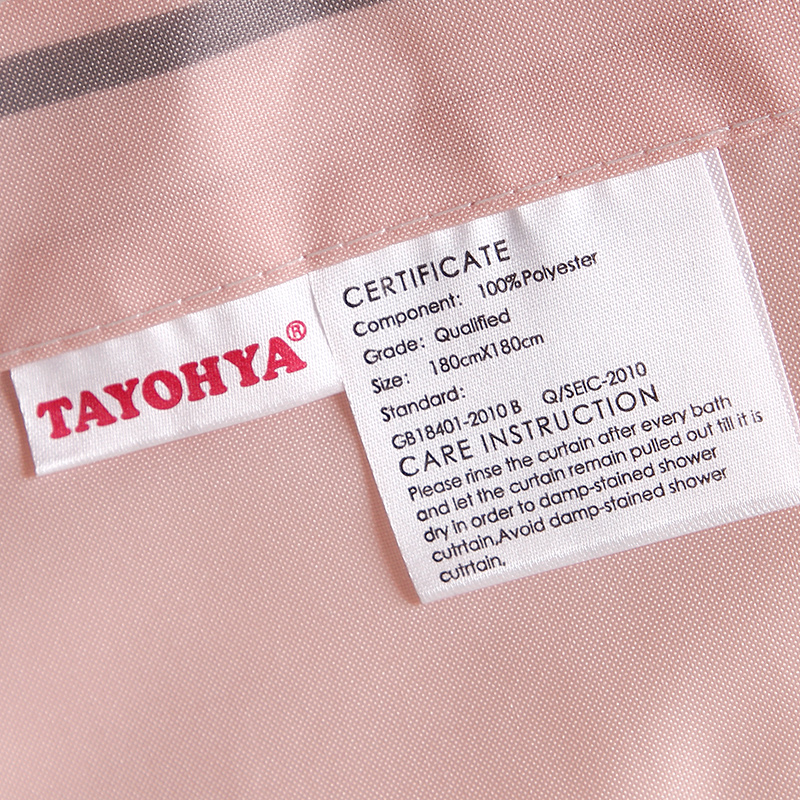 TAYOHYA®
CERTIFICATE
Component: 100%Polyester
Grade: Qualified
Size: 180cmX180cm
Standard:
GB18401-2010 B Q/SEIC-2010
CARE INSTRUCTION
Please rinse the curtain after every bath
and let the curtain remain pulled out till it is
dry in order to damp-stained shower
cutrtain,Avoid damp-stained shower
cutrtain,